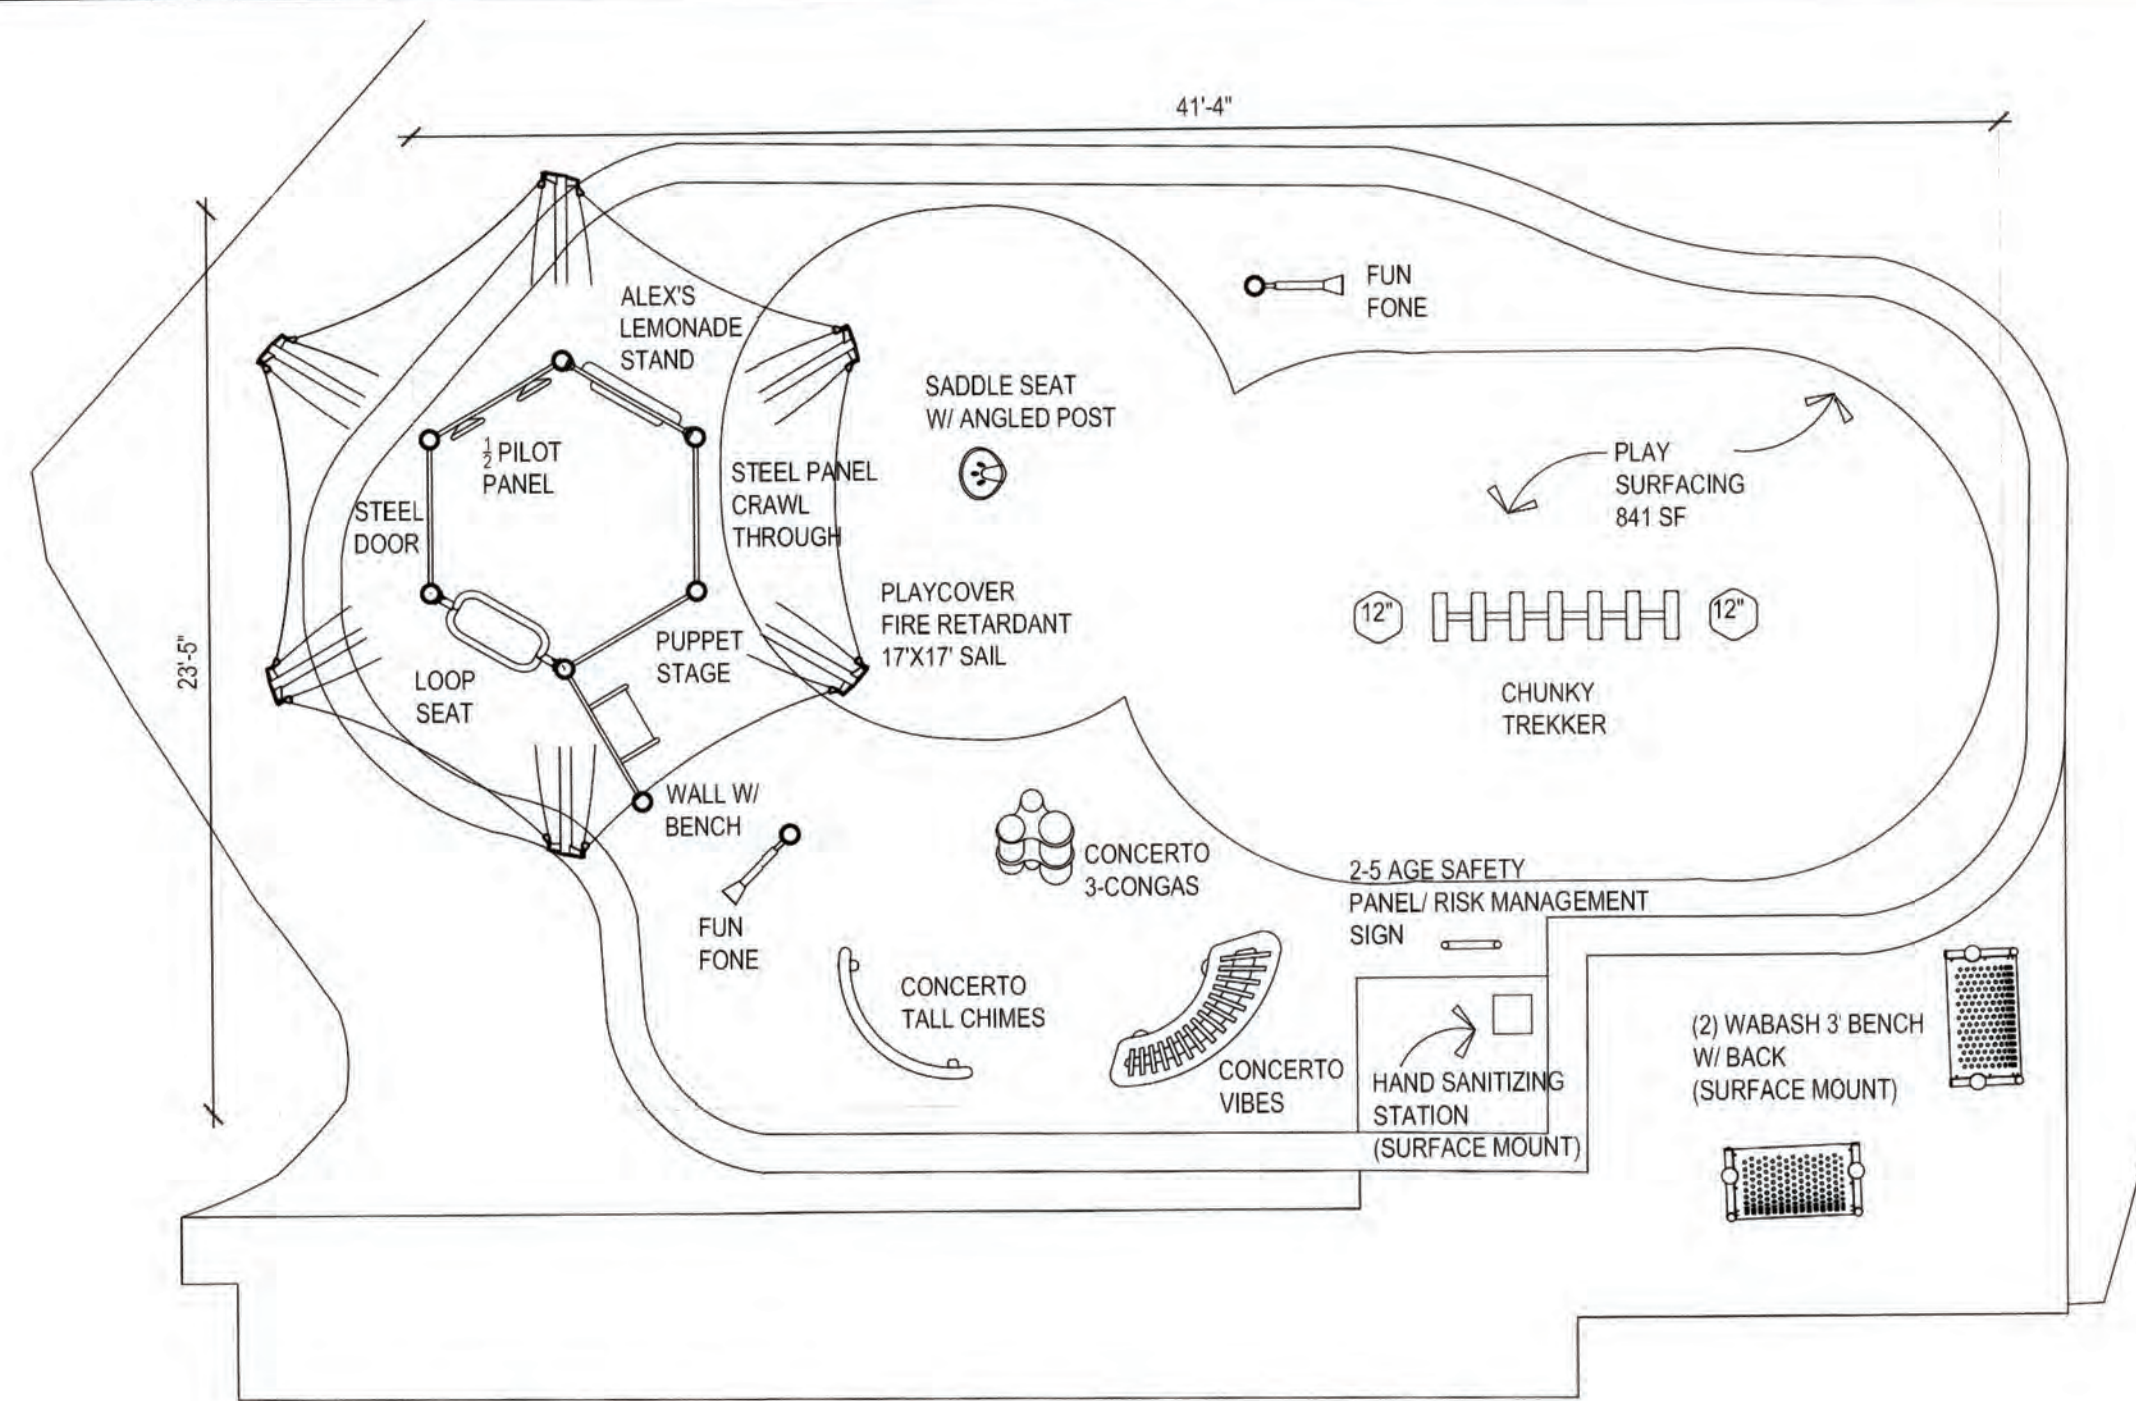 41'-4"
FUN
FONE
ALEX'S
LEMONADE
STAND
SADDLE SEAT
W/ ANGLED POST
½ PILOT
PANEL
STEEL PANEL
CRAWL
THROUGH
PLAY
SURFACING
841 SF
STEEL
DOOR
PLAYCOVER
FIRE RETARDANT
17'X17' SAIL
12"
12"
23'-5"
PUPPET
STAGE
LOOP
SEAT
CHUNKY
TREKKER
WALL W/
BENCH
CONCERTO
3-CONGAS
2-5 AGE SAFETY
PANEL/ RISK MANAGEMENT
SIGN
FUN
FONE
CONCERTO
TALL CHIMES
(2) WABASH 3' BENCH
W/ BACK
(SURFACE MOUNT)
CONCERTO
VIBES
HAND SANITIZING
STATION
(SURFACE MOUNT)